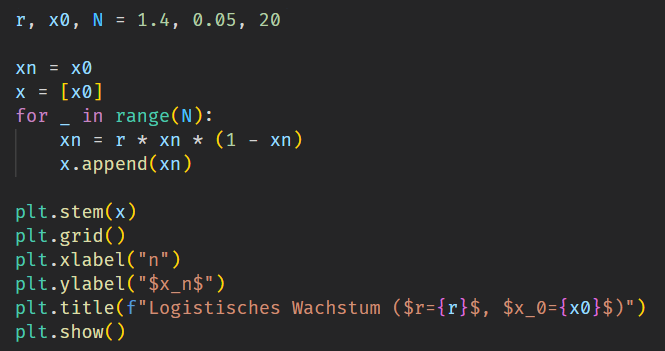 r, x0, N = 1.4, 0.05, 20
xn = x0
x = [x0]
for _ in range(N):
    xn = r * xn * (1 - xn)
    x.append(xn)
plt.stem(x)
plt.grid()
plt.xlabel("n")
plt.ylabel("$x_n$")
plt.title(f"Logistisches Wachstum ($r={r}$, $x_0={x0}$)")
plt.show()